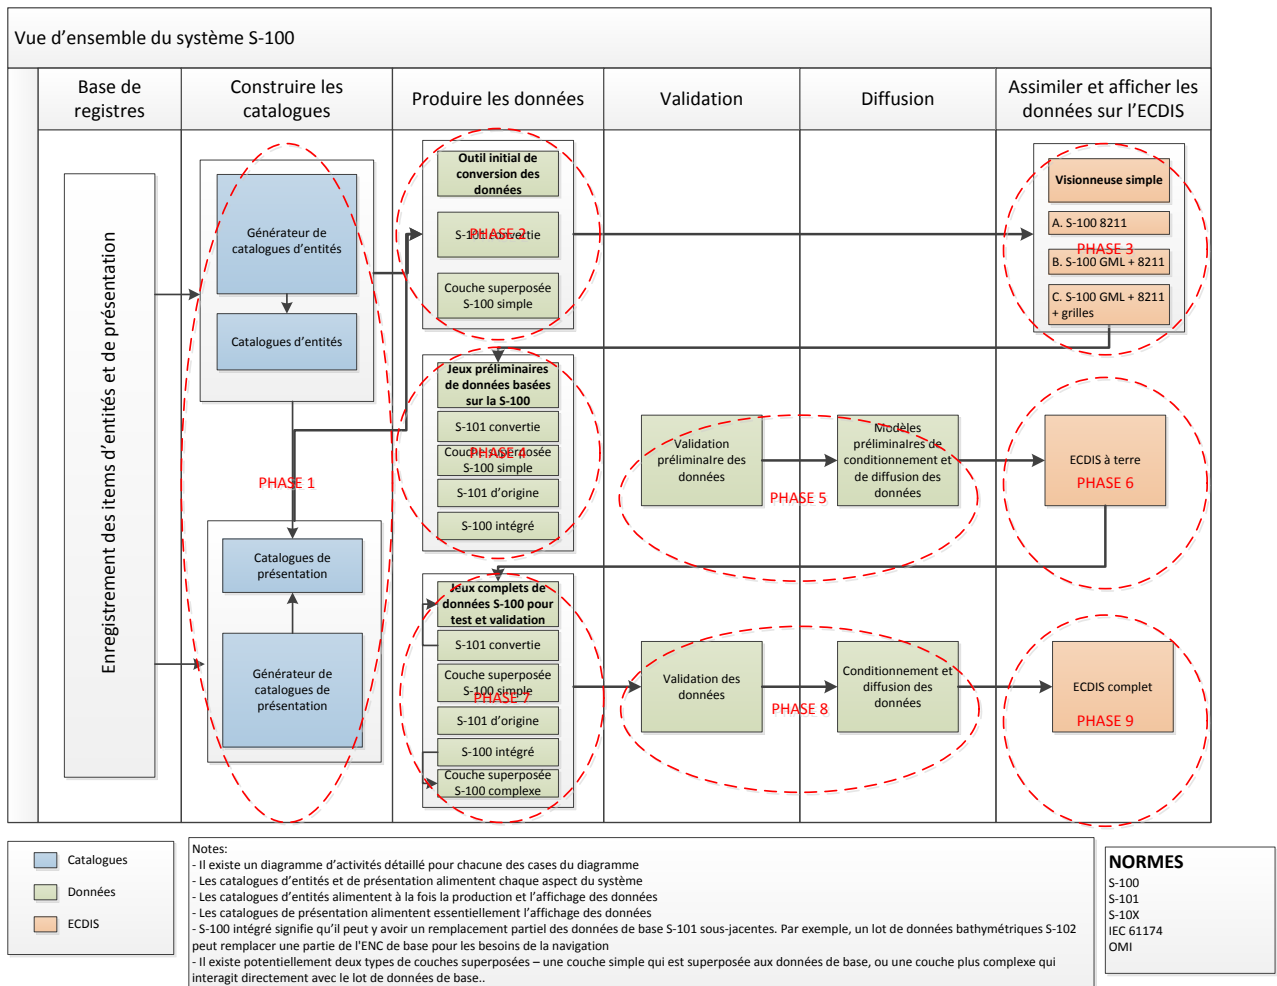 Vue d'ensemble du système S-100
Base de
registres
Construire les
catalogues
Produire les données
Validation
Diffusion
Assimiler et afficher les
données sur l'ECDIS
Enregistrement des items d'entités et de présentation
Générateur de
catalogues d'entités
Catalogues d'entités
PHASE 1
Catalogues de
présentation
Générateur de
catalogues de
présentation
Outil initial de
conversion des
données
S-101 convertie
PHASE 2
Couche superposée
S-100 simple
Visionneuse simple
A. S-100 8211
PHASE 3
B. S-100 GML + 8211
C. S-100 GML + 8211
+ grilles
Jeux préliminaires
de données basées
sur la S-100
S-101 convertie
Couche superposée
S-100 simple
PHASE 4
S-101 d'origine
S-100 intégré
Validation
préliminaire des
données
PHASE 5
Modèles
préliminaires de
conditionnement et
de diffusion des
données
ECDIS à terre
PHASE 6
Jeux complets de
données S-100 pour
test et validation
S-101 convertie
Couche superposée
S-100 simple
PHASE 7
S-101 d'origine
S-100 intégré
Couche superposée
S-100 complexe
Validation des
données
PHASE 8
Conditionnement et
diffusion des
données
ECDIS complet
PHASE 9
Catalogues
Données
ECDIS
Notes:
- Il existe un diagramme d'activités détaillé pour chacune des cases du diagramme
- Les catalogues d'entités et de présentation alimentent chaque aspect du système
- Les catalogues d'entités alimentent à la fois la production et l'affichage des données
- Les catalogues de présentation alimentent essentiellement l'affichage des données
- S-100 intégré signifie qu'il peut y avoir un remplacement partiel des données de base S-101 sous-jacentes. Par exemple, un lot de données bathymétriques S-102
peut remplacer une partie de l'ENC de base pour les besoins de la navigation
- Il existe potentiellement deux types de couches superposées – une couche simple qui est superposée aux données de base, ou une couche plus complexe qui
interagit directement avec le lot de données de base..
NORMES
S-100
S-101
S-10X
IEC 61174
OMI